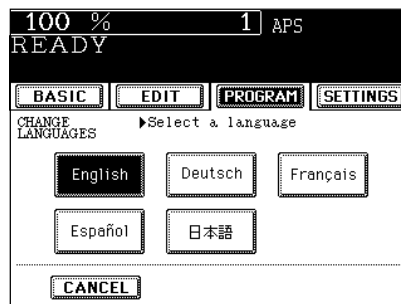 100 % 1 APS
READY
BASIC EDIT PROGRAM SETTINGS
CHANGE LANGUAGES ▶Select a language
English Deutsch Français
Español 日本語
CANCEL